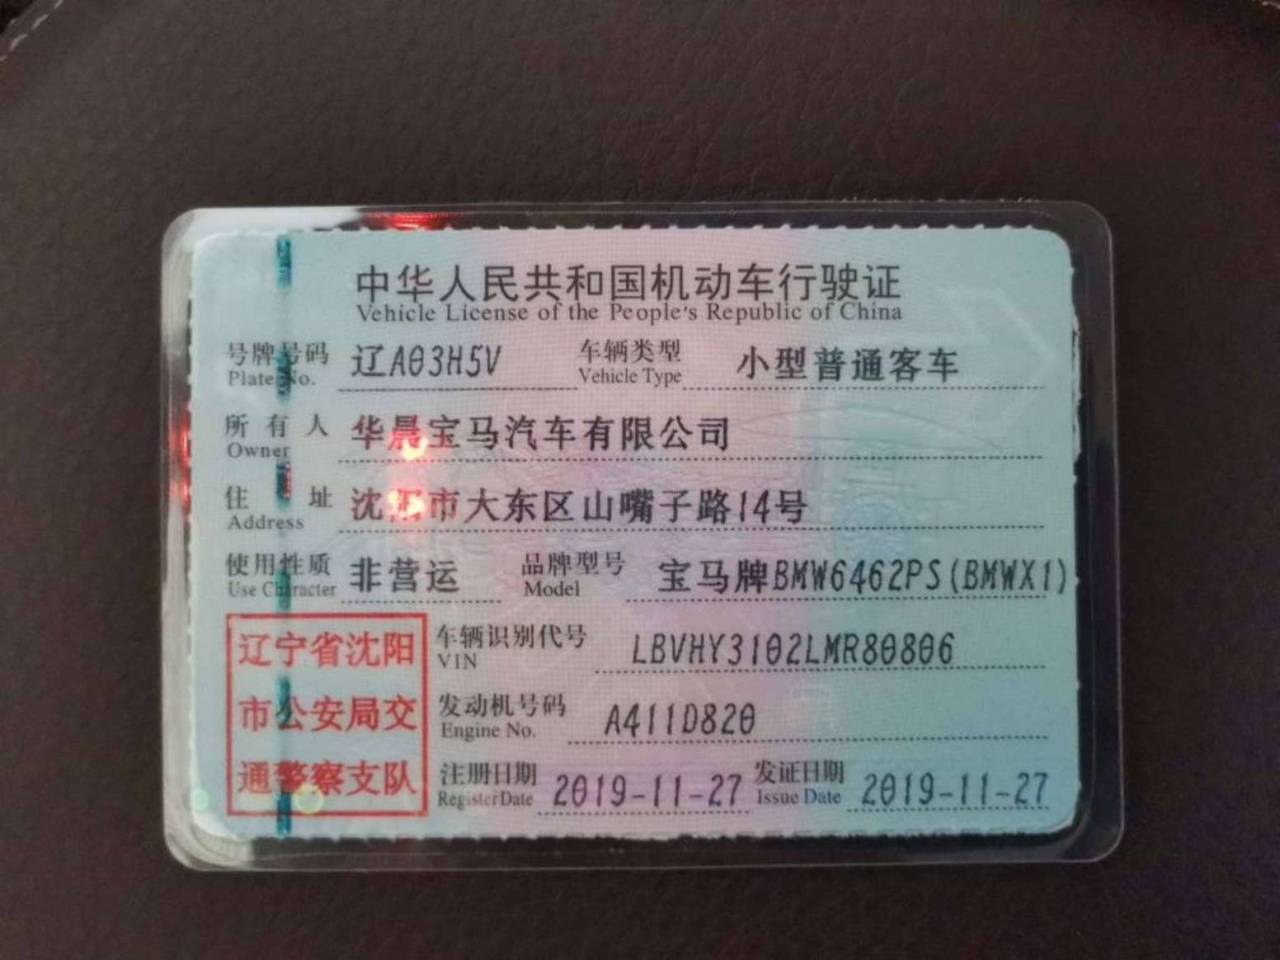 中华人民共和国机动车行驶证
Vehicle License of the People's Republic of China
号牌号码 辽A03H5V 车辆类型 小型普通客车
Plate No. Vehicle Type
所有人 华晨宝马汽车有限公司
Owner
住址 沈阳市大东区山嘴子路14号
Address
使用性质 非营运 品牌型号 宝马牌BMW6462PS(BMWX1)
Use Character Model
辽宁省沈阳
市公安局交
通警察支队
车辆识别代号 LBVHY3102LMR80806
VIN
发动机号码 A411D820
Engine No.
注册日期 2019-11-27 发证日期 2019-11-27
Register Date Issue Date